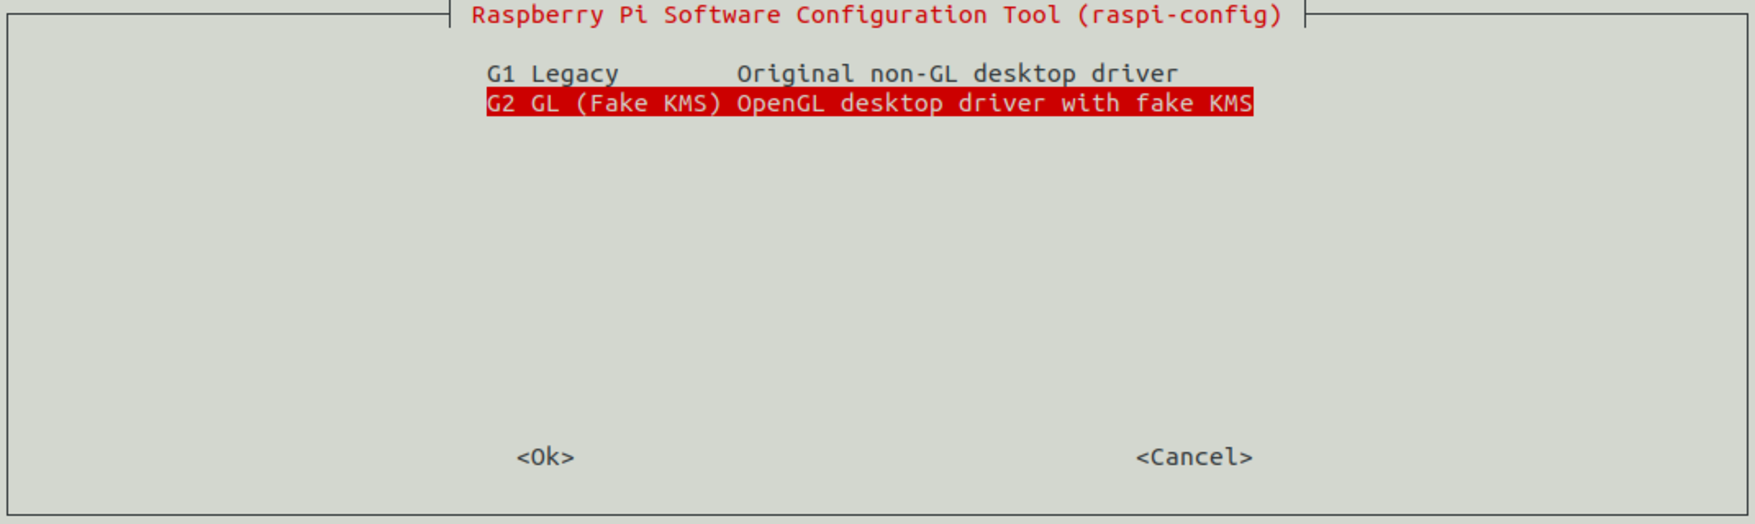 Raspberry Pi Software Configuration Tool (raspi-config)
G1 Legacy Original non-GL desktop driver
G2 GL (Fake KMS) OpenGL desktop driver with fake KMS
<Ok> <Cancel>